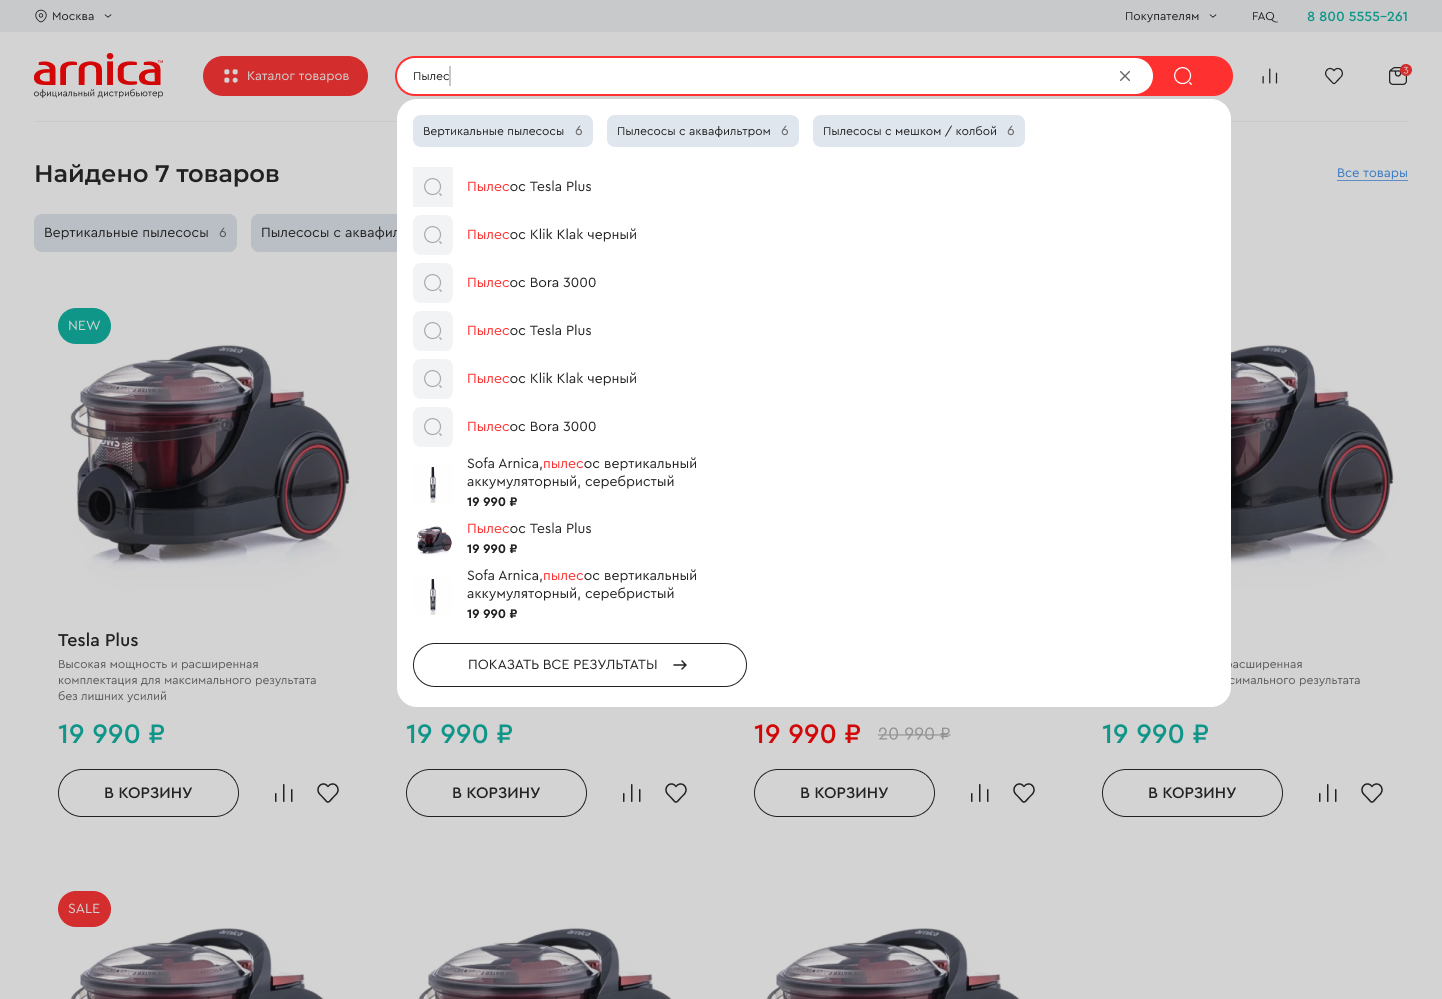 Москва
Покупателям
FAQ
8 800 5555-261
arnica™
официальный дистрибьютер
Каталог товаров
Пылес
3
Вертикальные пылесосы 6
Пылесосы с аквафильтром 6
Пылесосы с мешком / колбой 6
Найдено 7 товаров
Все товары
Вертикальные пылесосы 6
Пылесосы с аквафил
Пылесос Tesla Plus
Пылесос Klik Klak черный
Пылесос Bora 3000
Пылесос Tesla Plus
Пылесос Klik Klak черный
Пылесос Bora 3000
Sofa Arnica,пылесос вертикальный
аккумуляторный, серебристый
19 990 ₽
Пылесос Tesla Plus
19 990 ₽
Sofa Arnica,пылесос вертикальный
аккумуляторный, серебристый
19 990 ₽
ПОКАЗАТЬ ВСЕ РЕЗУЛЬТАТЫ
NEW
arnica
Tesla Plus
Высокая мощность и расширенная
комплектация для максимального результата
без лишних усилий
расширенная
симального результата
19 990 ₽
19 990 ₽
19 990 ₽ 20 990 ₽
19 990 ₽
В КОРЗИНУ
В КОРЗИНУ
В КОРЗИНУ
В КОРЗИНУ
SALE
arnica
arnica
arnica